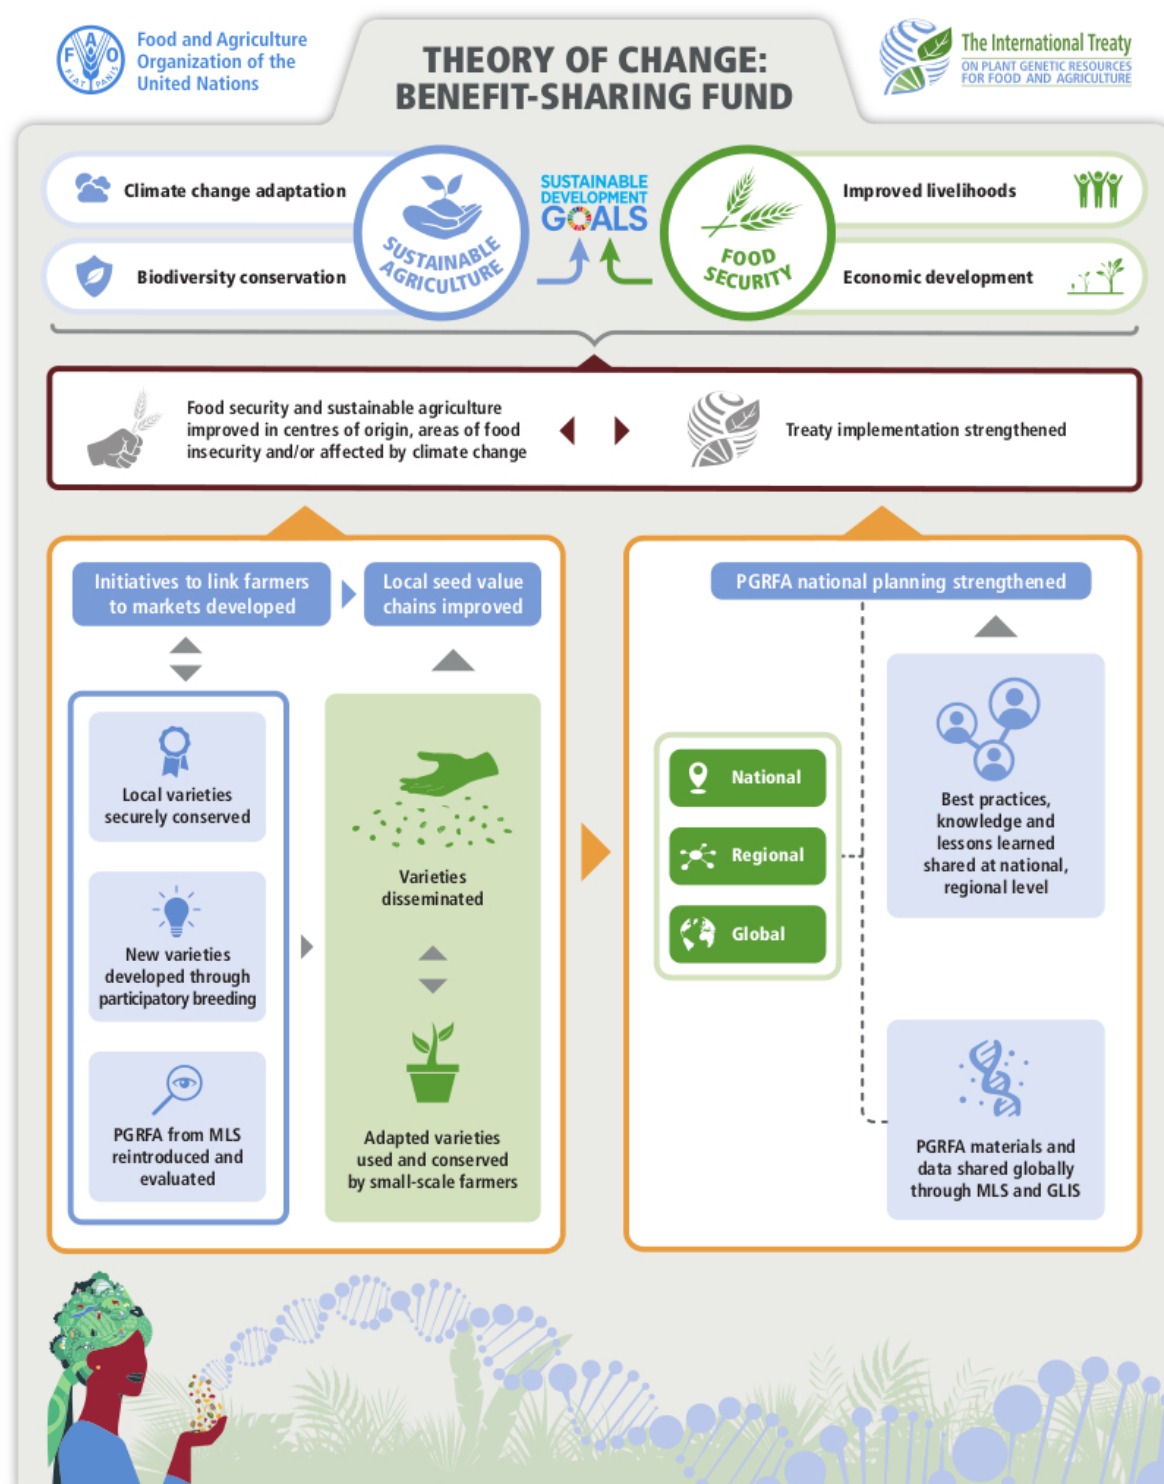 Food and Agriculture
Organization of the
United Nations
F A O
FIAT PANIS
THEORY OF CHANGE:
BENEFIT-SHARING FUND
The International Treaty
ON PLANT GENETIC RESOURCES
FOR FOOD AND AGRICULTURE
Climate change adaptation
Biodiversity conservation
SUSTAINABLE
AGRICULTURE
SUSTAINABLE
DEVELOPMENT
GOALS
FOOD
SECURITY
Improved livelihoods
Economic development
Food security and sustainable agriculture
improved in centres of origin, areas of food
insecurity and/or affected by climate change
Treaty implementation strengthened
Initiatives to link farmers
to markets developed
Local seed value
chains improved
Local varieties
securely conserved
New varieties
developed through
participatory breeding
PGRFA from MLS
reintroduced and
evaluated
Varieties
disseminated
Adapted varieties
used and conserved
by small-scale farmers
PGRFA national planning strengthened
National
Regional
Global
Best practices,
knowledge and
lessons learned
shared at national,
regional level
PGRFA materials and
data shared globally
through MLS and GLIS